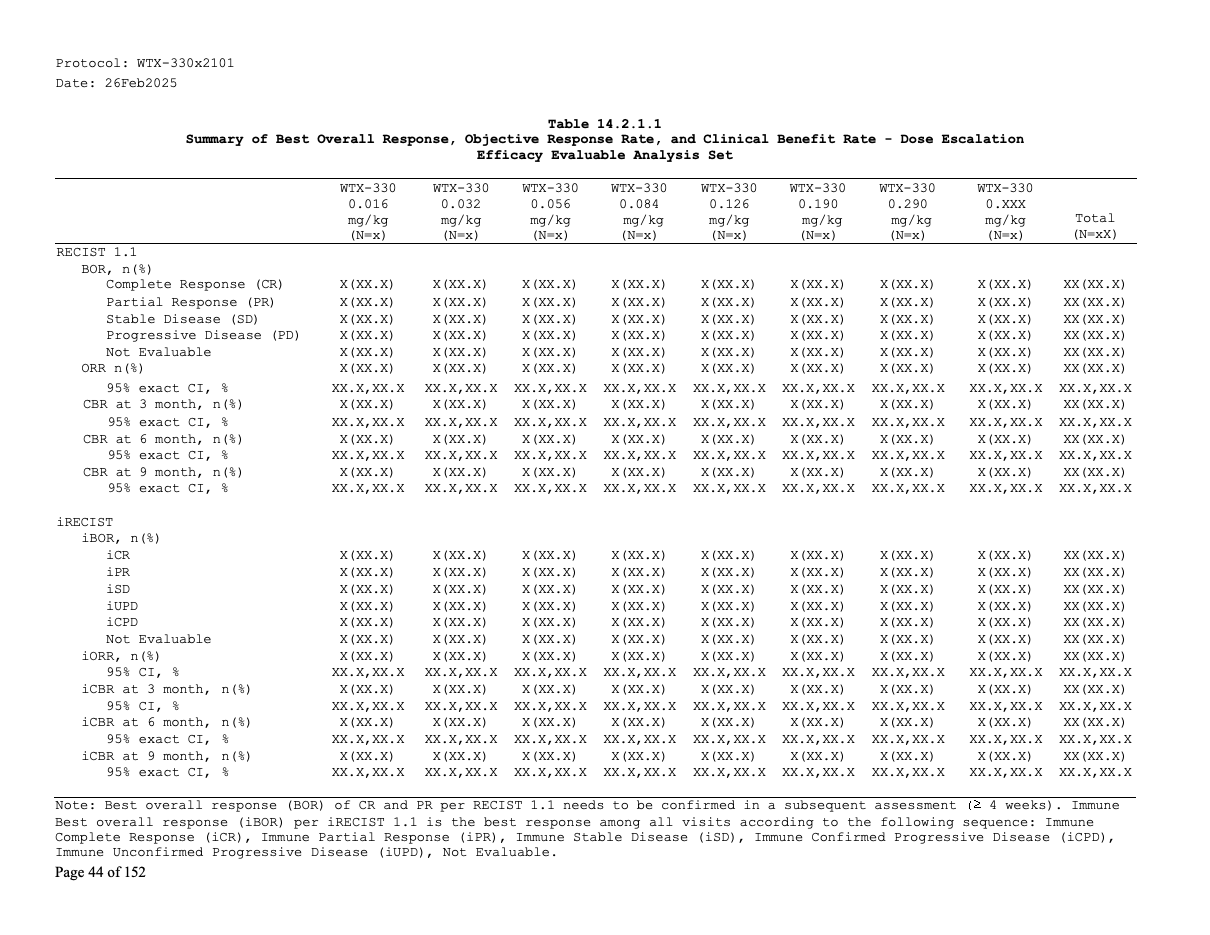 Protocol: WTX-330x2101
Date: 26Feb2025
Table 14.2.1.1
Summary of Best Overall Response, Objective Response Rate, and Clinical Benefit Rate - Dose Escalation
Efficacy Evaluable Analysis Set
WTX-330 WTX-330 WTX-330 WTX-330 WTX-330 WTX-330 WTX-330 WTX-330
0.016 0.032 0.056 0.084 0.126 0.190 0.290 0.XXX
mg/kg mg/kg mg/kg mg/kg mg/kg mg/kg mg/kg mg/kg Total
(N=x) (N=x) (N=x) (N=x) (N=x) (N=x) (N=x) (N=x) (N=xX)
RECIST 1.1
BOR, n(%)
Complete Response (CR) X(XX.X) X(XX.X) X(XX.X) X(XX.X) X(XX.X) X(XX.X) X(XX.X) X(XX.X) XX(XX.X)
Partial Response (PR) X(XX.X) X(XX.X) X(XX.X) X(XX.X) X(XX.X) X(XX.X) X(XX.X) X(XX.X) XX(XX.X)
Stable Disease (SD) X(XX.X) X(XX.X) X(XX.X) X(XX.X) X(XX.X) X(XX.X) X(XX.X) X(XX.X) XX(XX.X)
Progressive Disease (PD) X(XX.X) X(XX.X) X(XX.X) X(XX.X) X(XX.X) X(XX.X) X(XX.X) X(XX.X) XX(XX.X)
Not Evaluable X(XX.X) X(XX.X) X(XX.X) X(XX.X) X(XX.X) X(XX.X) X(XX.X) X(XX.X) XX(XX.X)
ORR n(%) X(XX.X) X(XX.X) X(XX.X) X(XX.X) X(XX.X) X(XX.X) X(XX.X) X(XX.X) XX(XX.X)
95% exact CI, % XX.X,XX.X XX.X,XX.X XX.X,XX.X XX.X,XX.X XX.X,XX.X XX.X,XX.X XX.X,XX.X XX.X,XX.X XX.X,XX.X
CBR at 3 month, n(%) X(XX.X) X(XX.X) X(XX.X) X(XX.X) X(XX.X) X(XX.X) X(XX.X) X(XX.X) XX(XX.X)
95% exact CI, % XX.X,XX.X XX.X,XX.X XX.X,XX.X XX.X,XX.X XX.X,XX.X XX.X,XX.X XX.X,XX.X XX.X,XX.X XX.X,XX.X
CBR at 6 month, n(%) X(XX.X) X(XX.X) X(XX.X) X(XX.X) X(XX.X) X(XX.X) X(XX.X) X(XX.X) XX(XX.X)
95% exact CI, % XX.X,XX.X XX.X,XX.X XX.X,XX.X XX.X,XX.X XX.X,XX.X XX.X,XX.X XX.X,XX.X XX.X,XX.X XX.X,XX.X
CBR at 9 month, n(%) X(XX.X) X(XX.X) X(XX.X) X(XX.X) X(XX.X) X(XX.X) X(XX.X) X(XX.X) XX(XX.X)
95% exact CI, % XX.X,XX.X XX.X,XX.X XX.X,XX.X XX.X,XX.X XX.X,XX.X XX.X,XX.X XX.X,XX.X XX.X,XX.X XX.X,XX.X
iRECIST
iBOR, n(%)
iCR X(XX.X) X(XX.X) X(XX.X) X(XX.X) X(XX.X) X(XX.X) X(XX.X) X(XX.X) XX(XX.X)
iPR X(XX.X) X(XX.X) X(XX.X) X(XX.X) X(XX.X) X(XX.X) X(XX.X) X(XX.X) XX(XX.X)
iSD X(XX.X) X(XX.X) X(XX.X) X(XX.X) X(XX.X) X(XX.X) X(XX.X) X(XX.X) XX(XX.X)
iUPD X(XX.X) X(XX.X) X(XX.X) X(XX.X) X(XX.X) X(XX.X) X(XX.X) X(XX.X) XX(XX.X)
iCPD X(XX.X) X(XX.X) X(XX.X) X(XX.X) X(XX.X) X(XX.X) X(XX.X) X(XX.X) XX(XX.X)
Not Evaluable X(XX.X) X(XX.X) X(XX.X) X(XX.X) X(XX.X) X(XX.X) X(XX.X) X(XX.X) XX(XX.X)
iORR, n(%) X(XX.X) X(XX.X) X(XX.X) X(XX.X) X(XX.X) X(XX.X) X(XX.X) X(XX.X) XX(XX.X)
95% CI, % XX.X,XX.X XX.X,XX.X XX.X,XX.X XX.X,XX.X XX.X,XX.X XX.X,XX.X XX.X,XX.X XX.X,XX.X XX.X,XX.X
iCBR at 3 month, n(%) X(XX.X) X(XX.X) X(XX.X) X(XX.X) X(XX.X) X(XX.X) X(XX.X) X(XX.X) XX(XX.X)
95% CI, % XX.X,XX.X XX.X,XX.X XX.X,XX.X XX.X,XX.X XX.X,XX.X XX.X,XX.X XX.X,XX.X XX.X,XX.X XX.X,XX.X
iCBR at 6 month, n(%) X(XX.X) X(XX.X) X(XX.X) X(XX.X) X(XX.X) X(XX.X) X(XX.X) X(XX.X) XX(XX.X)
95% exact CI, % XX.X,XX.X XX.X,XX.X XX.X,XX.X XX.X,XX.X XX.X,XX.X XX.X,XX.X XX.X,XX.X XX.X,XX.X XX.X,XX.X
iCBR at 9 month, n(%) X(XX.X) X(XX.X) X(XX.X) X(XX.X) X(XX.X) X(XX.X) X(XX.X) X(XX.X) XX(XX.X)
95% exact CI, % XX.X,XX.X XX.X,XX.X XX.X,XX.X XX.X,XX.X XX.X,XX.X XX.X,XX.X XX.X,XX.X XX.X,XX.X XX.X,XX.X
Note: Best overall response (BOR) of CR and PR per RECIST 1.1 needs to be confirmed in a subsequent assessment (≥ 4 weeks). Immune
Best overall response (iBOR) per iRECIST 1.1 is the best response among all visits according to the following sequence: Immune
Complete Response (iCR), Immune Partial Response (iPR), Immune Stable Disease (iSD), Immune Confirmed Progressive Disease (iCPD),
Immune Unconfirmed Progressive Disease (iUPD), Not Evaluable.
Page 44 of 152